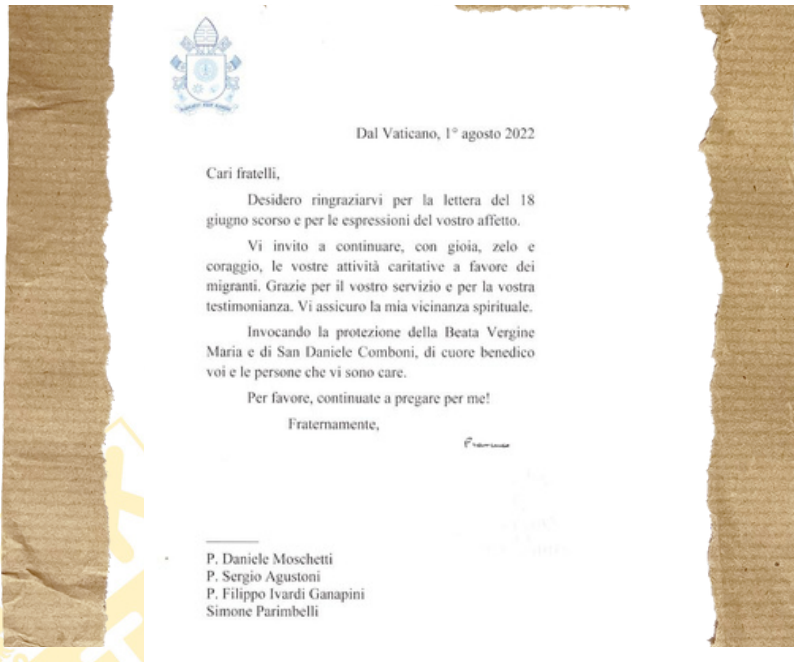 Dal Vaticano, 1° agosto 2022
Cari fratelli,
Desidero ringraziarvi per la lettera del 18
giugno scorso e per le espressioni del vostro affetto.
Vi invito a continuare, con gioia, zelo e
coraggio, le vostre attività caritative a favore dei
migranti. Grazie per il vostro servizio e per la vostra
testimonianza. Vi assicuro la mia vicinanza spirituale.
Invocando la protezione della Beata Vergine
Maria e di San Daniele Comboni, di cuore benedico
voi e le persone che vi sono care.
Per favore, continuate a pregare per me!
Fraternamente,
Francesco
P. Daniele Moschetti
P. Sergio Agustoni
P. Filippo Ivardi Ganapini
Simone Parimbelli